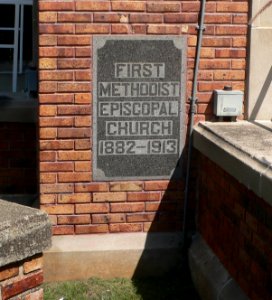 FIRST
METHODIST
EPISCOPAL
CHURCH
1882-1913